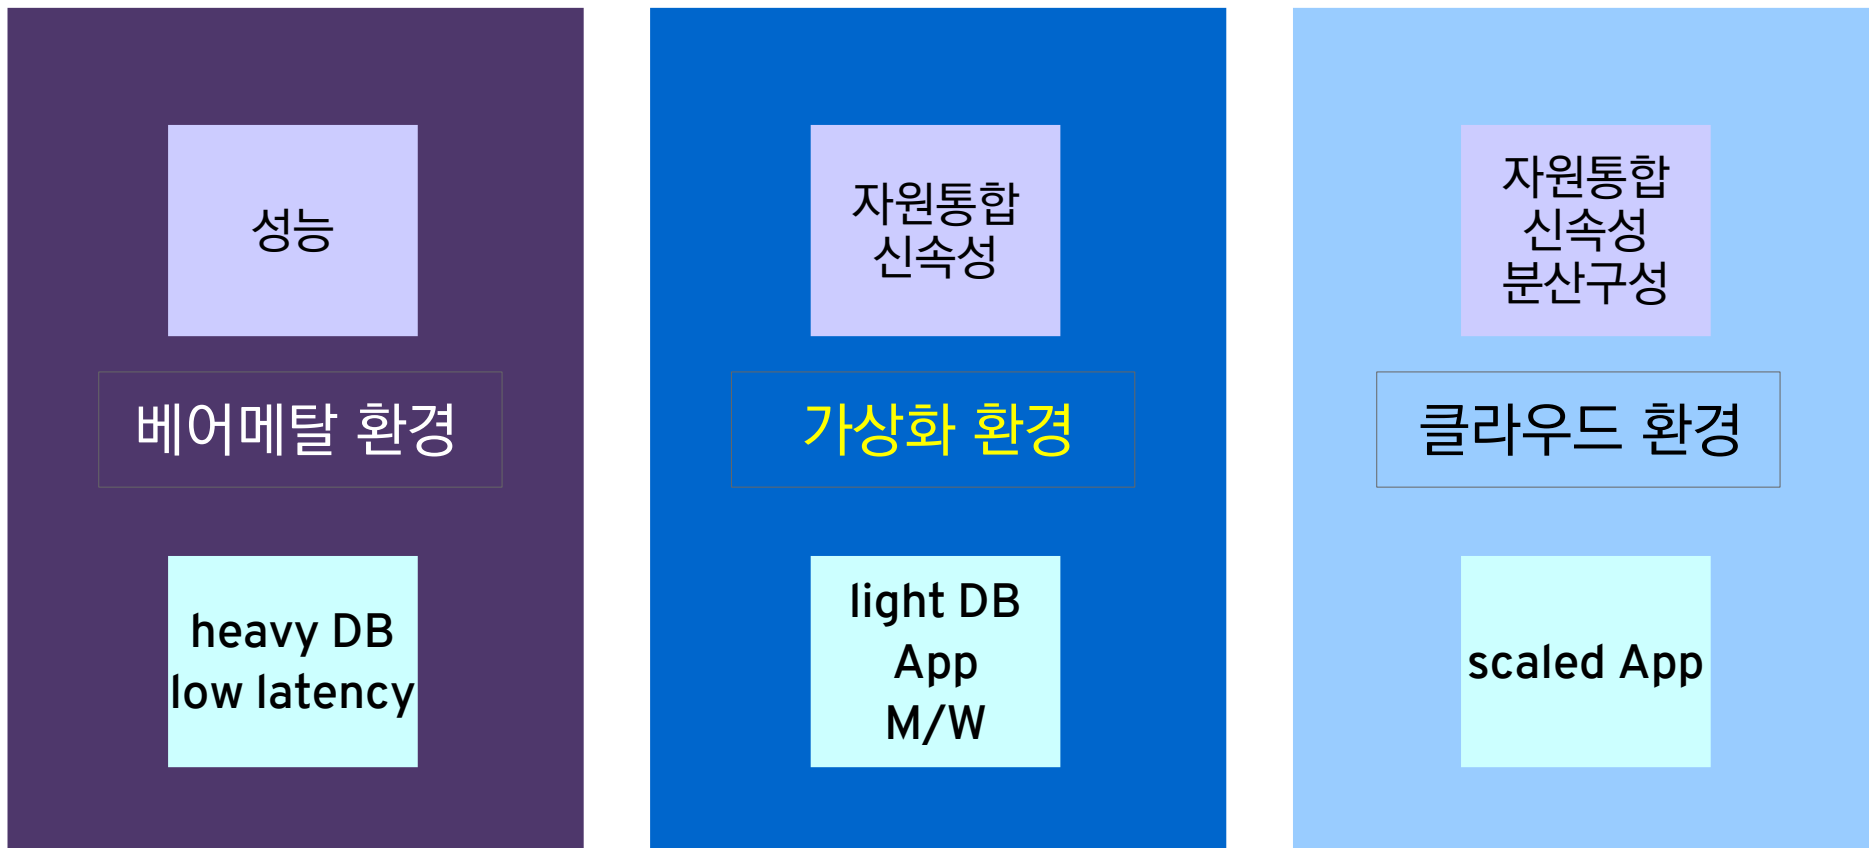 성능
베어메탈 환경
heavy DB
low latency
자원통합
신속성
가상화 환경
light DB
App
M/W
자원통합
신속성
분산구성
클라우드 환경
scaled App